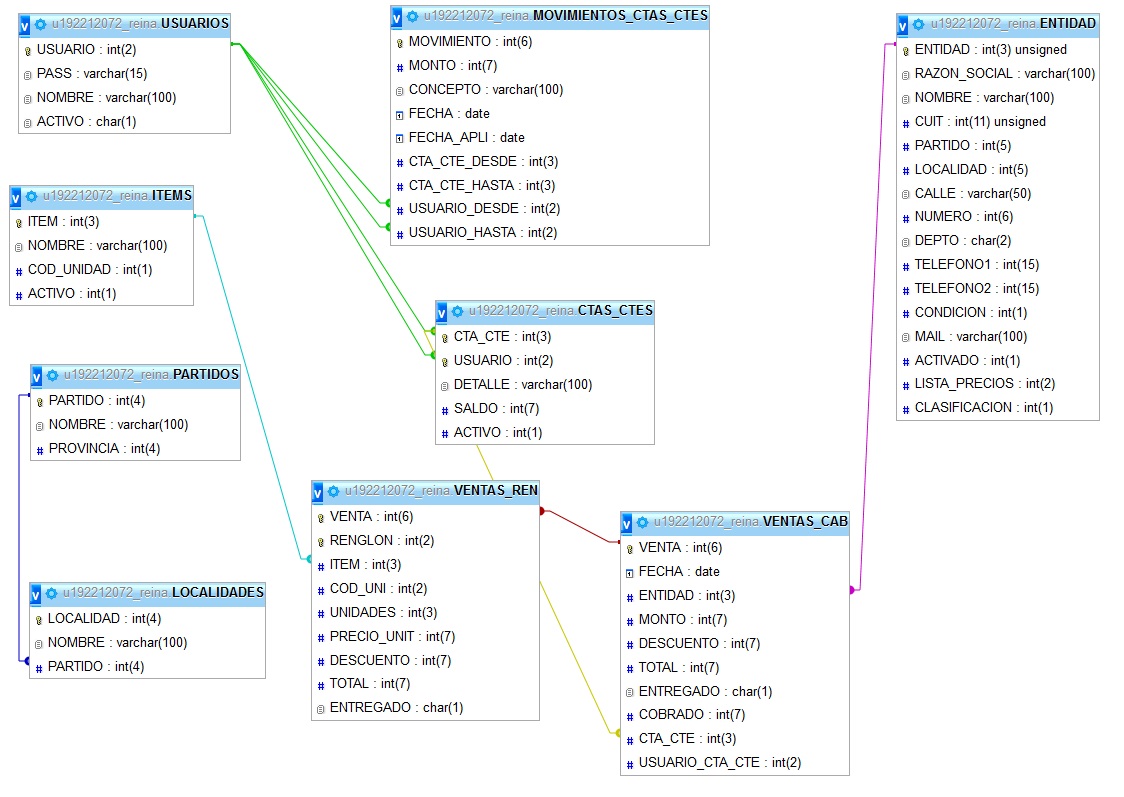 u192212072_reina USUARIOS
USUARIO : int(2)
PASS : varchar(15)
NOMBRE : varchar(100)
ACTIVO : char(1)
u192212072_reina MOVIMIENTOS_CTAS_CTES
MOVIMIENTO : int(6)
MONTO : int(7)
CONCEPTO : varchar(100)
FECHA : date
FECHA_APLI : date
CTA_CTE_DESDE : int(3)
CTA_CTE_HASTA : int(3)
USUARIO_DESDE : int(2)
USUARIO_HASTA : int(2)
u192212072_reina ENTIDAD
ENTIDAD : int(3) unsigned
RAZON_SOCIAL : varchar(100)
NOMBRE : varchar(100)
CUIT : int(11) unsigned
PARTIDO : int(5)
LOCALIDAD : int(5)
CALLE : varchar(50)
NUMERO : int(6)
DEPTO : char(2)
TELEFONO1 : int(15)
TELEFONO2 : int(15)
CONDICION : int(1)
MAIL : varchar(100)
ACTIVADO : int(1)
LISTA_PRECIOS : int(2)
CLASIFICACION : int(1)
u192212072_reina ITEMS
ITEM : int(3)
NOMBRE : varchar(100)
COD_UNIDAD : int(1)
ACTIVO : int(1)
u192212072_reina CTAS_CTES
CTA_CTE : int(3)
USUARIO : int(2)
DETALLE : varchar(100)
SALDO : int(7)
ACTIVO : int(1)
u192212072_reina PARTIDOS
PARTIDO : int(4)
NOMBRE : varchar(100)
PROVINCIA : int(4)
u192212072_reina VENTAS_REN
VENTA : int(6)
RENGLON : int(2)
ITEM : int(3)
COD_UNI : int(2)
UNIDADES : int(3)
PRECIO_UNIT : int(7)
DESCUENTO : int(7)
TOTAL : int(7)
ENTREGADO : char(1)
u192212072_reina VENTAS_CAB
VENTA : int(6)
FECHA : date
ENTIDAD : int(3)
MONTO : int(7)
DESCUENTO : int(7)
TOTAL : int(7)
ENTREGADO : char(1)
COBRADO : int(7)
CTA_CTE : int(3)
USUARIO_CTA_CTE : int(2)
u192212072_reina LOCALIDADES
LOCALIDAD : int(4)
NOMBRE : varchar(100)
PARTIDO : int(4)